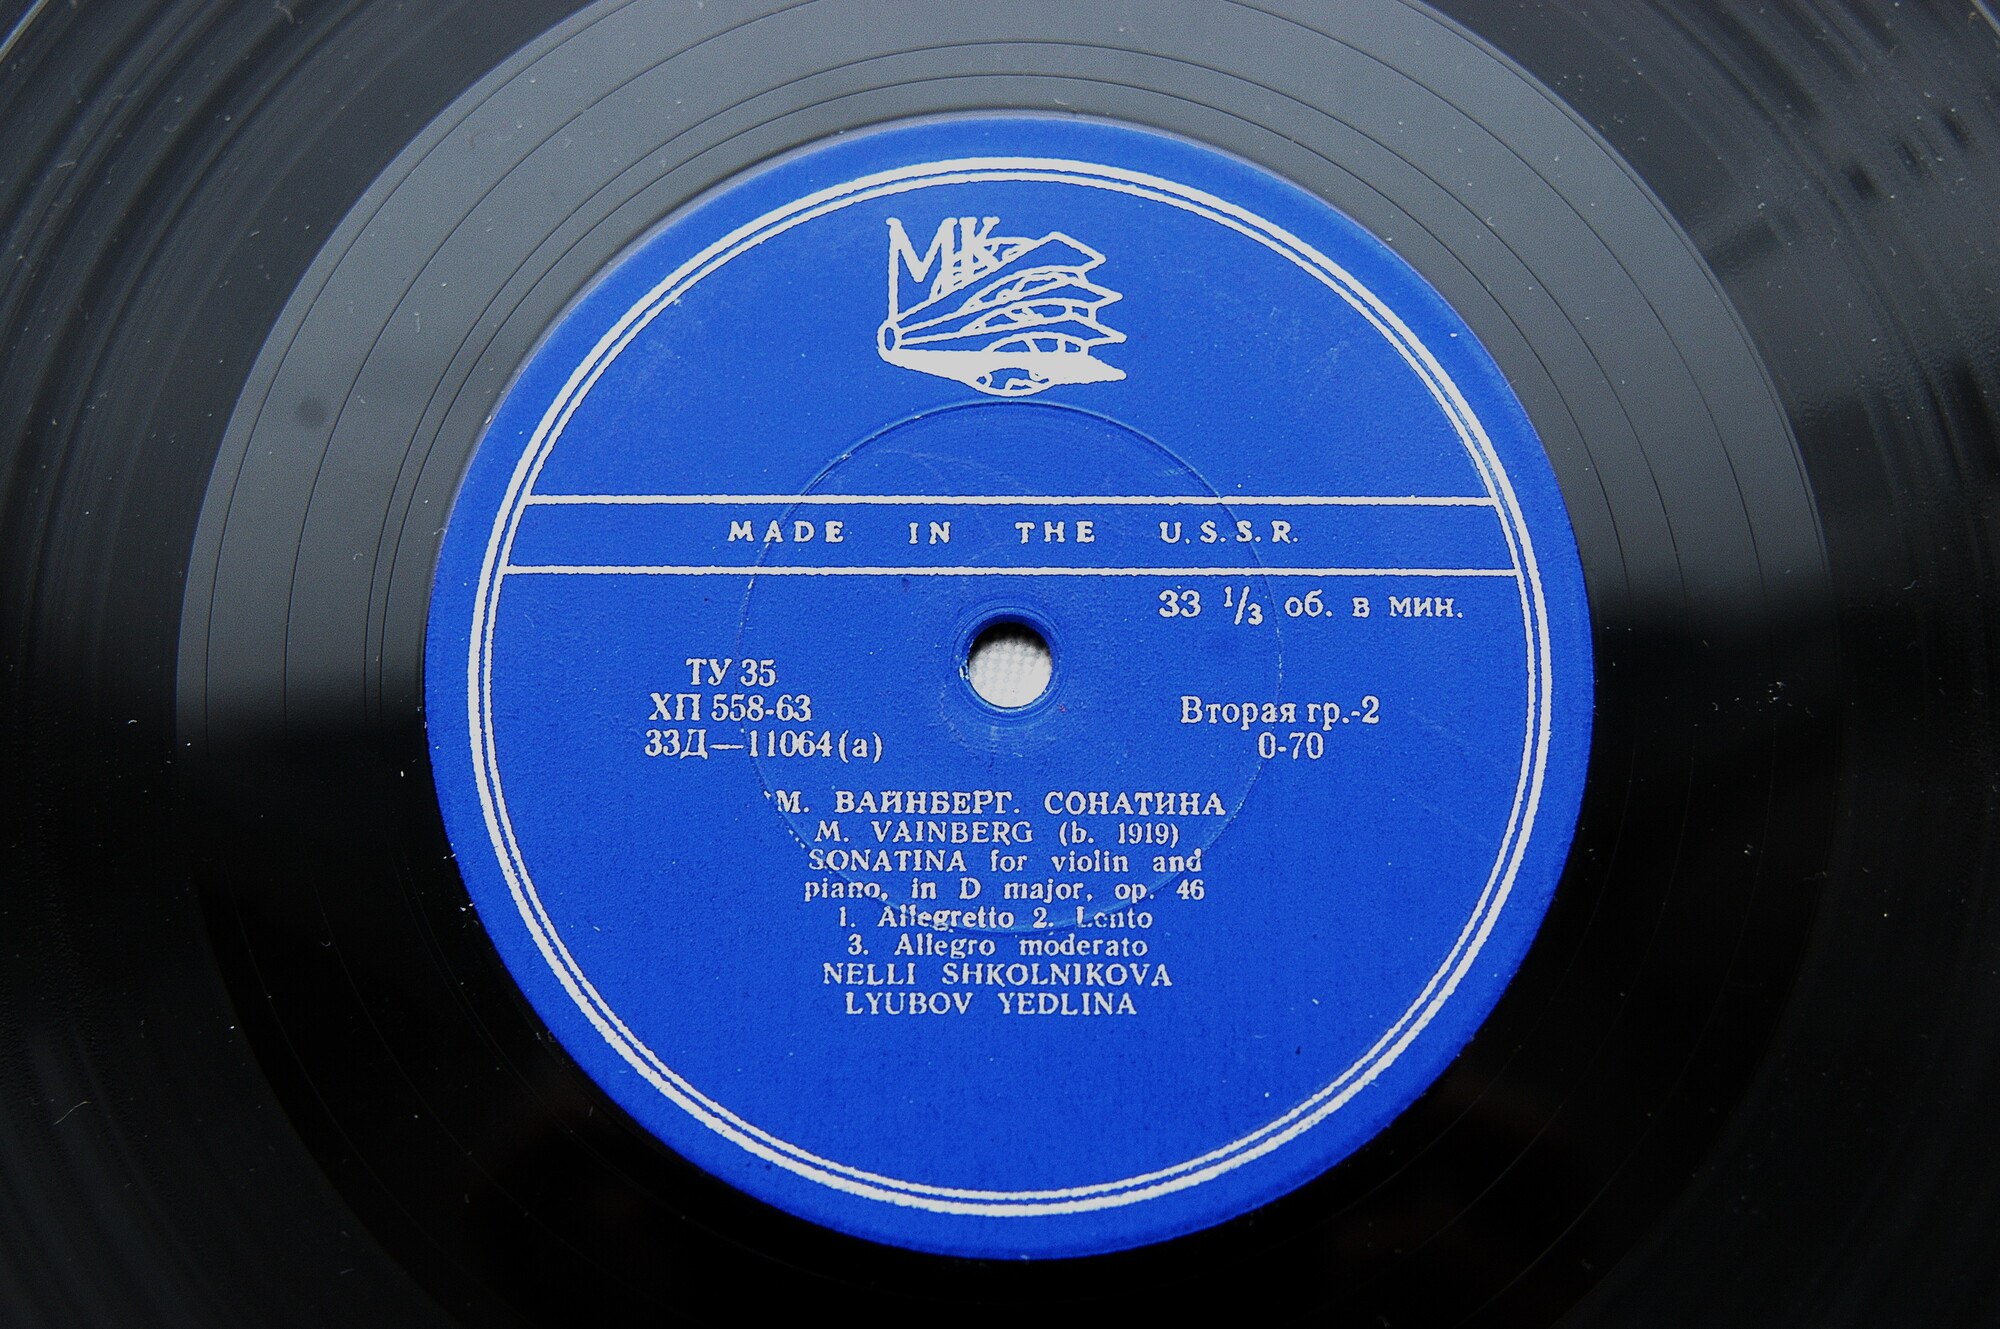 МК
MADE IN THE U.S.S.R.
33 1/3 об. в мин.
ТУ 35
ХП 558-63
33Д—11064(а)
Вторая гр.-2
0-70
М. ВАЙНБЕРГ. СОНАТИНА
M. VAINBERG (b. 1919)
SONATINA for violin and
piano, in D major, op. 46
1. Allegretto 2. Lento
3. Allegro moderato
NELLI SHKOLNIKOVA
LYUBOV YEDLINA